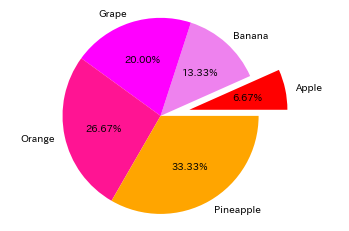 Grape
Banana
20.00%
13.33%
Apple
6.67%
26.67%
Orange
33.33%
Pineapple